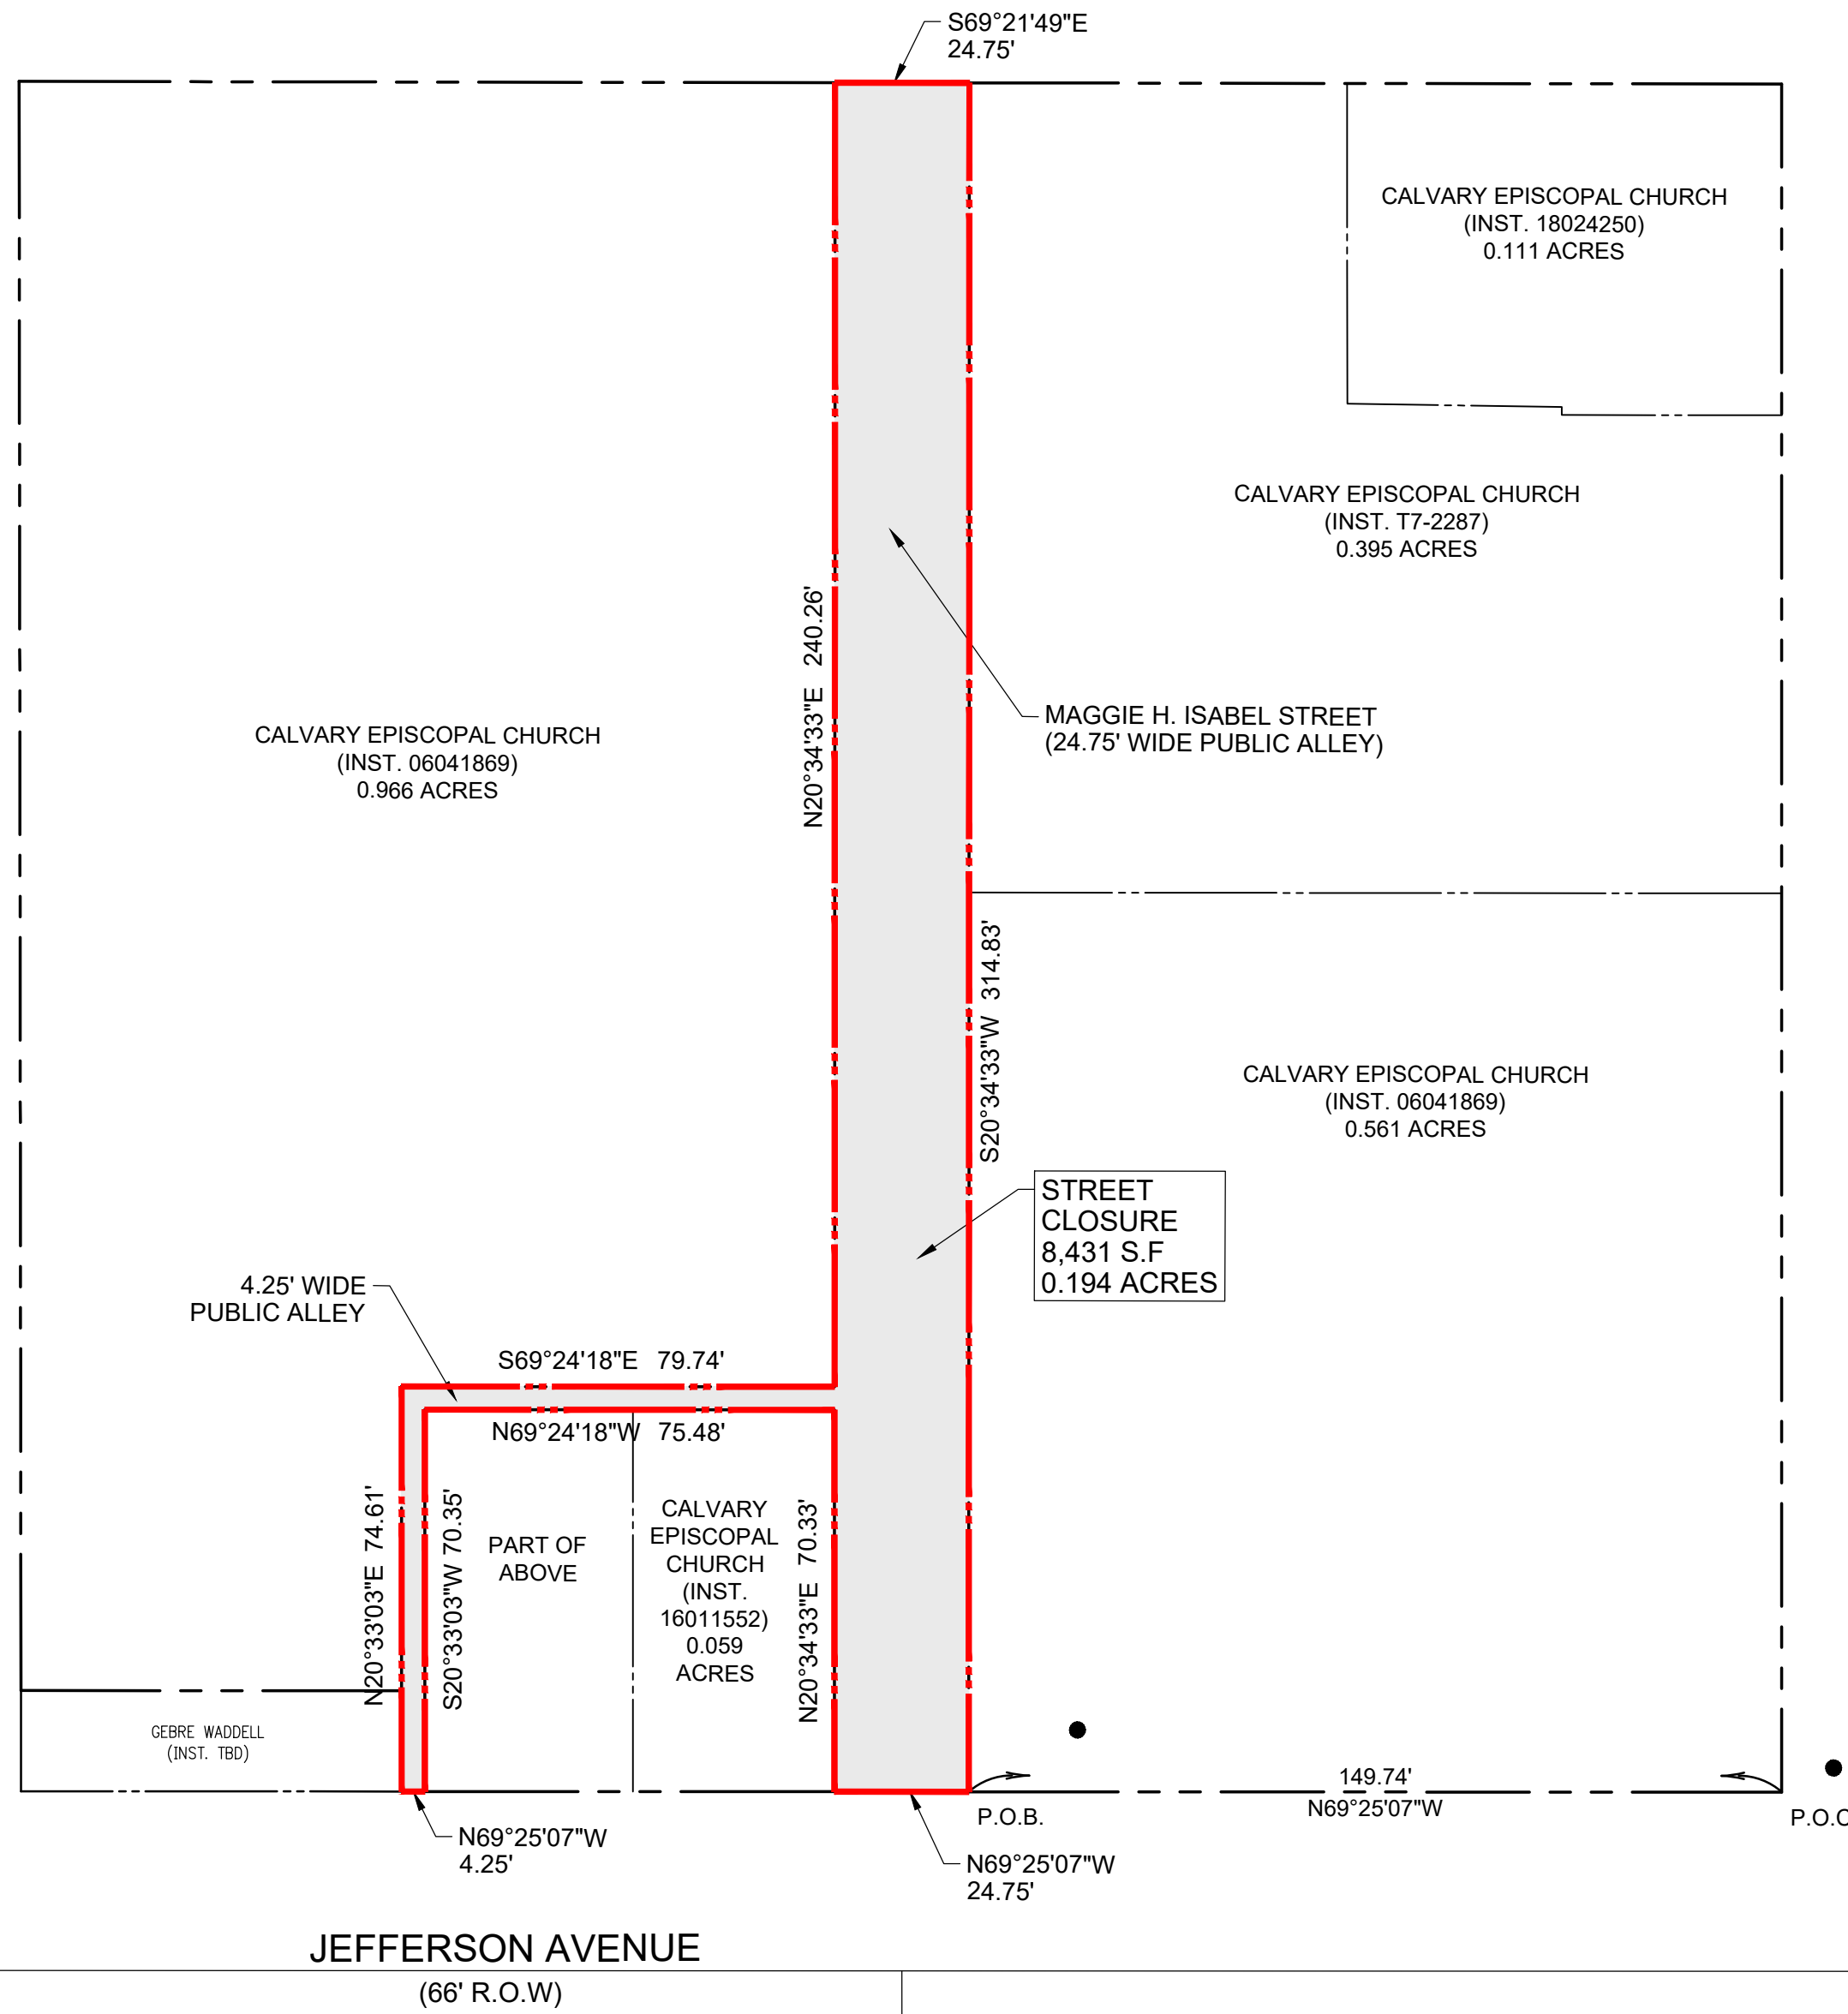 S69°21'49"E
24.75'
CALVARY EPISCOPAL CHURCH
(INST. 18024250)
0.111 ACRES
CALVARY EPISCOPAL CHURCH
(INST. T7-2287)
0.395 ACRES
N20°34'33"E 240.26'
MAGGIE H. ISABEL STREET
(24.75' WIDE PUBLIC ALLEY)
CALVARY EPISCOPAL CHURCH
(INST. 06041869)
0.966 ACRES
S20°34'33"W 314.83'
CALVARY EPISCOPAL CHURCH
(INST. 06041869)
0.561 ACRES
STREET
CLOSURE
8,431 S.F
0.194 ACRES
4.25' WIDE
PUBLIC ALLEY
S69°24'18"E 79.74'
N69°24'18"W 75.48'
N20°33'03"E 74.61'
S20°33'03"W 70.35'
PART OF
ABOVE
CALVARY
EPISCOPAL
CHURCH
(INST.
16011552)
0.059
ACRES
N20°34'33"E 70.33'
GEBRE WADDELL
(INST. TBD)
149.74'
N69°25'07"W
P.O.B.
P.O.C
N69°25'07"W
4.25'
N69°25'07"W
24.75'
JEFFERSON AVENUE
(66' R.O.W)